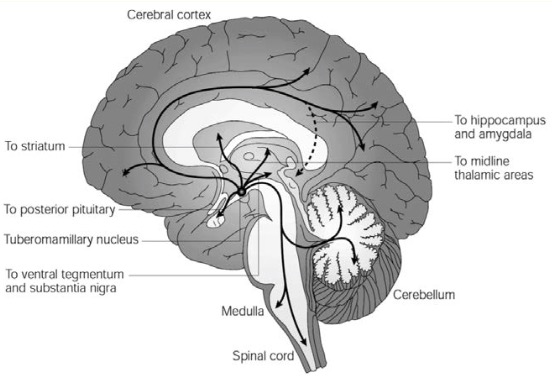 Cerebral cortex
To hippocampus
and amygdala
To striatum
To midline
thalamic areas
To posterior pituitary
Tuberomamillary nucleus
To ventral tegmentum
and substantia nigra
Cerebellum
Medulla
Spinal cord